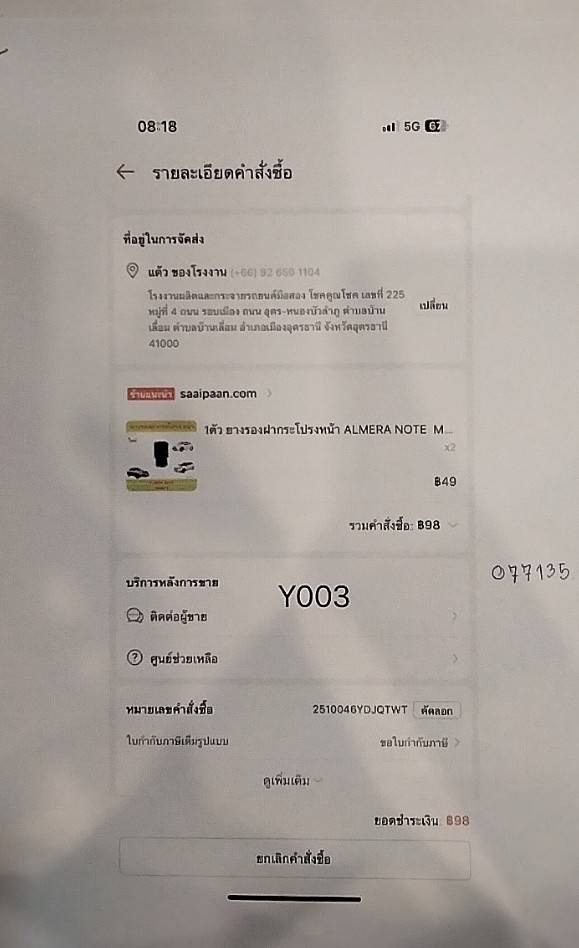 08:18
5G 67
รายละเอียดคำสั่งซื้อ
ที่อยู่ในการจัดส่ง
แต้ว ของโรงงาน (+66) 92 660 1104
โรงงานผลิตและกระจายรถยนต์มือสอง โชคคูณโชค เลขที่ 225
หมู่ที่ 4 ถนน รอบเมือง ถนน อุดร-หนองบัวลำภู ตำบลบ้าน
เลื่อม ตำบลบ้านเลื่อม อำเภอเมืองอุดรธานี จังหวัดอุดรธานี
41000
เปลี่ยน
ร้านแนะนำ saaipaan.com
1ตัว ยางรองฝากระโปรงหน้า ALMERA NOTE M...
x2
฿49
รวมคำสั่งซื้อ: ฿98
077135
บริการหลังการขาย
Y003
ติดต่อผู้ขาย
ศูนย์ช่วยเหลือ
หมายเลขคำสั่งซื้อ 2510046YDJQTWT คัดลอก
ใบกำกับภาษีเต็มรูปแบบ ขอใบกำกับภาษี
ดูเพิ่มเติม
ยอดชำระเงิน: ฿98
ยกเลิกคำสั่งซื้อ